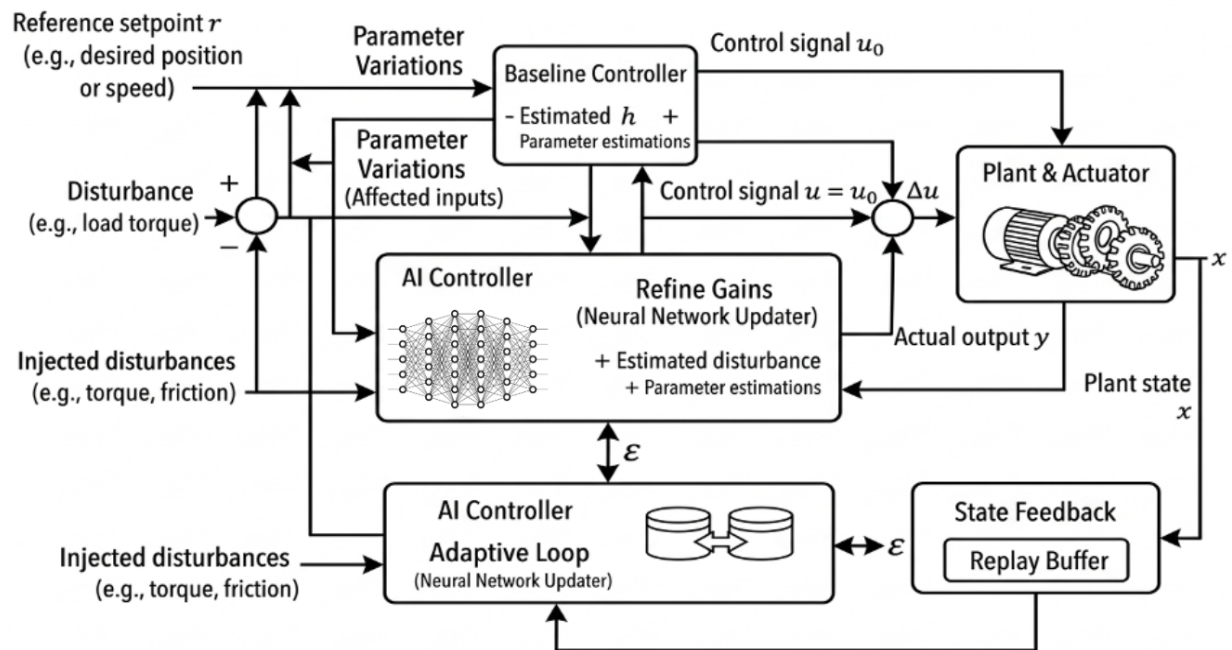 Reference setpoint r
(e.g., desired position
or speed)
Parameter
Variations
Baseline Controller
- Estimated h +
Parameter estimations
Control signal u₀
Parameter
Variations
(Affected inputs)
Disturbance
(e.g., load torque)
+
−
Control signal u = u₀
Δu
Plant & Actuator
x
AI Controller
Refine Gains
(Neural Network Updater)
+ Estimated disturbance
+ Parameter estimations
Actual output y
Plant state
x
Injected disturbances
(e.g., torque, friction)
ε
AI Controller
Adaptive Loop
(Neural Network Updater)
ε
State Feedback
Replay Buffer
Injected disturbances
(e.g., torque, friction)